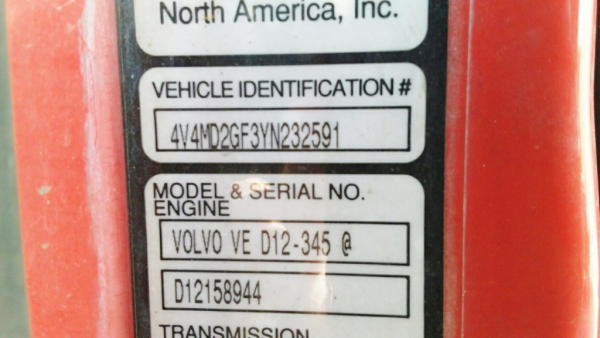 North America, Inc.
VEHICLE IDENTIFICATION #
4V4MD2GF3YN232591
MODEL & SERIAL NO.
ENGINE
VOLVO VE D12-345 @
D12158944
TRANSMISSION